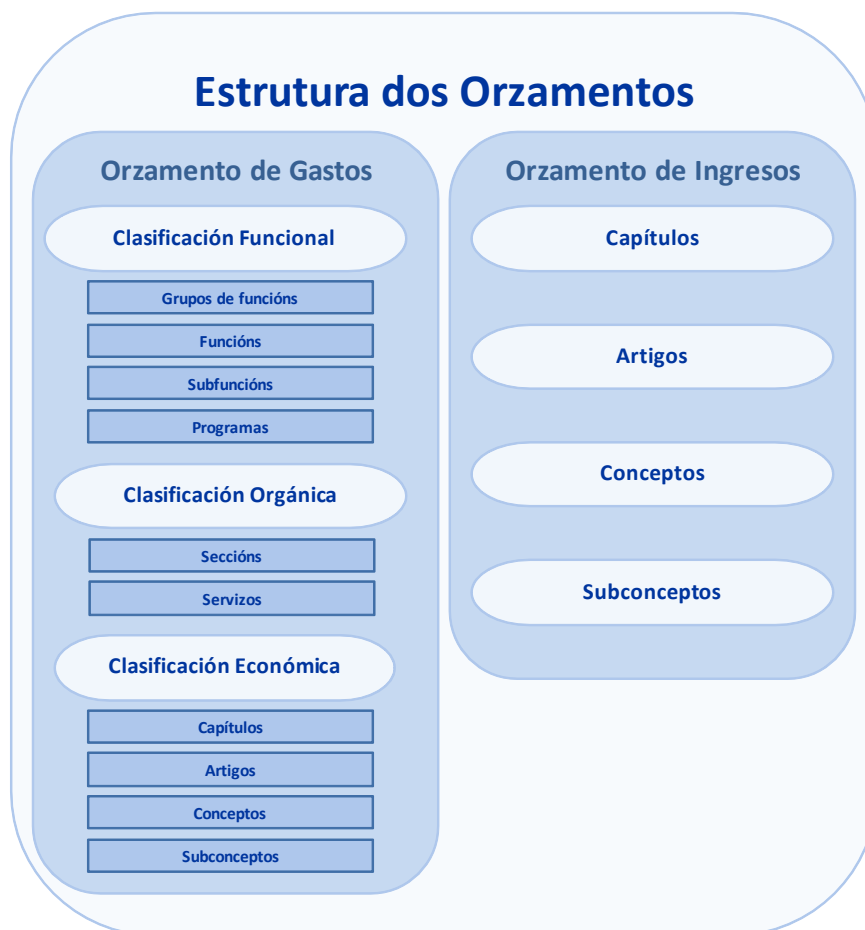 Estrutura dos Orzamentos
Orzamento de Gastos
Clasificación Funcional
Grupos de funcións
Funcións
Subfuncións
Programas
Clasificación Orgánica
Seccións
Servizos
Clasificación Económica
Capítulos
Artigos
Conceptos
Subconceptos
Orzamento de Ingresos
Capítulos
Artigos
Conceptos
Subconceptos